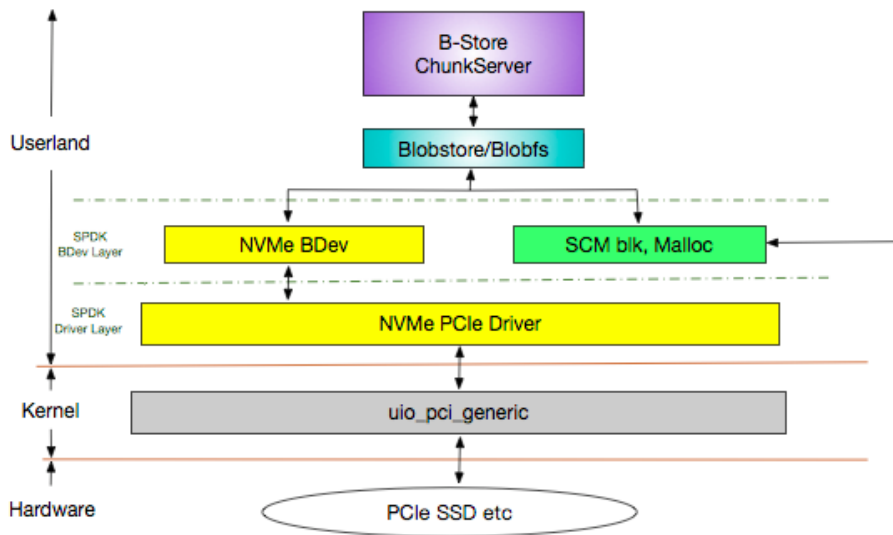 B-Store
ChunkServer
Userland
Blobstore/Blobfs
SPDK
BDev Layer
NVMe BDev
SCM blk, Malloc
SPDK
Driver Layer
NVMe PCIe Driver
Kernel
uio_pci_generic
Hardware
PCIe SSD etc